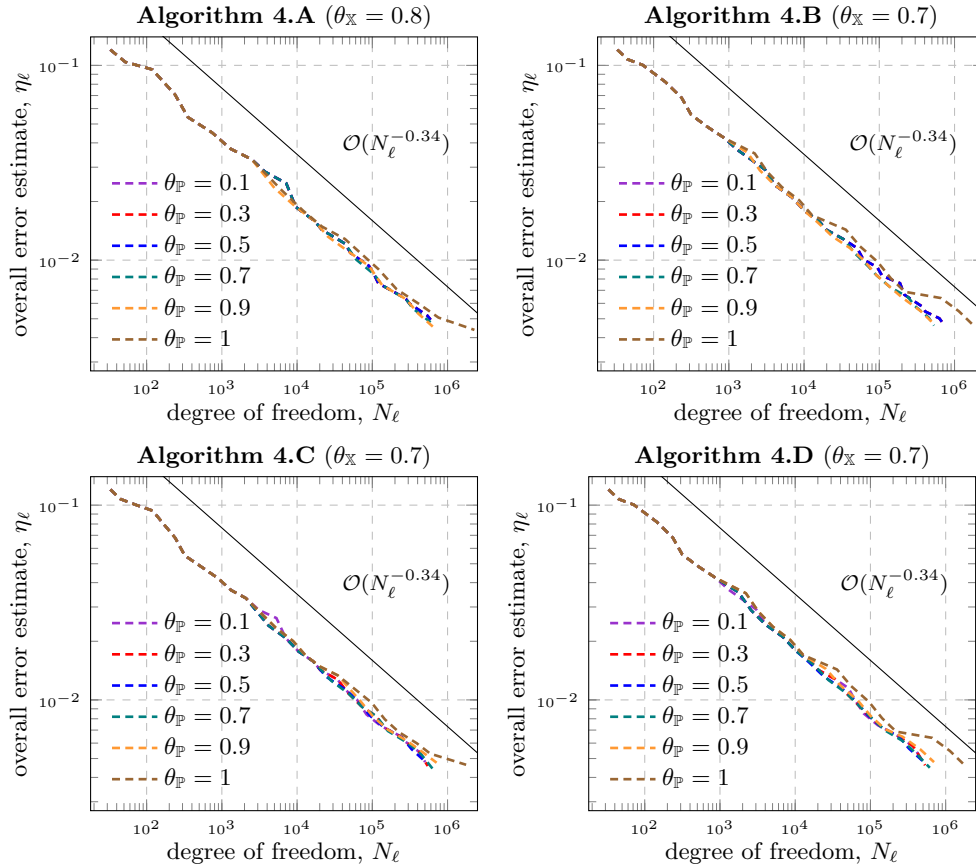 Algorithm 4.A (θ𝕏 = 0.8)
overall error estimate, ηℓ
10⁻¹
10⁻²
𝒪(Nℓ^−0.34)
θℙ = 0.1
θℙ = 0.3
θℙ = 0.5
θℙ = 0.7
θℙ = 0.9
θℙ = 1
10² 10³ 10⁴ 10⁵ 10⁶
degree of freedom, Nℓ
Algorithm 4.B (θ𝕏 = 0.7)
overall error estimate, ηℓ
10⁻¹
10⁻²
𝒪(Nℓ^−0.34)
θℙ = 0.1
θℙ = 0.3
θℙ = 0.5
θℙ = 0.7
θℙ = 0.9
θℙ = 1
10² 10³ 10⁴ 10⁵ 10⁶
degree of freedom, Nℓ
Algorithm 4.C (θ𝕏 = 0.7)
overall error estimate, ηℓ
10⁻¹
10⁻²
𝒪(Nℓ^−0.34)
θℙ = 0.1
θℙ = 0.3
θℙ = 0.5
θℙ = 0.7
θℙ = 0.9
θℙ = 1
10² 10³ 10⁴ 10⁵ 10⁶
degree of freedom, Nℓ
Algorithm 4.D (θ𝕏 = 0.7)
overall error estimate, ηℓ
10⁻¹
10⁻²
𝒪(Nℓ^−0.34)
θℙ = 0.1
θℙ = 0.3
θℙ = 0.5
θℙ = 0.7
θℙ = 0.9
θℙ = 1
10² 10³ 10⁴ 10⁵ 10⁶
degree of freedom, Nℓ